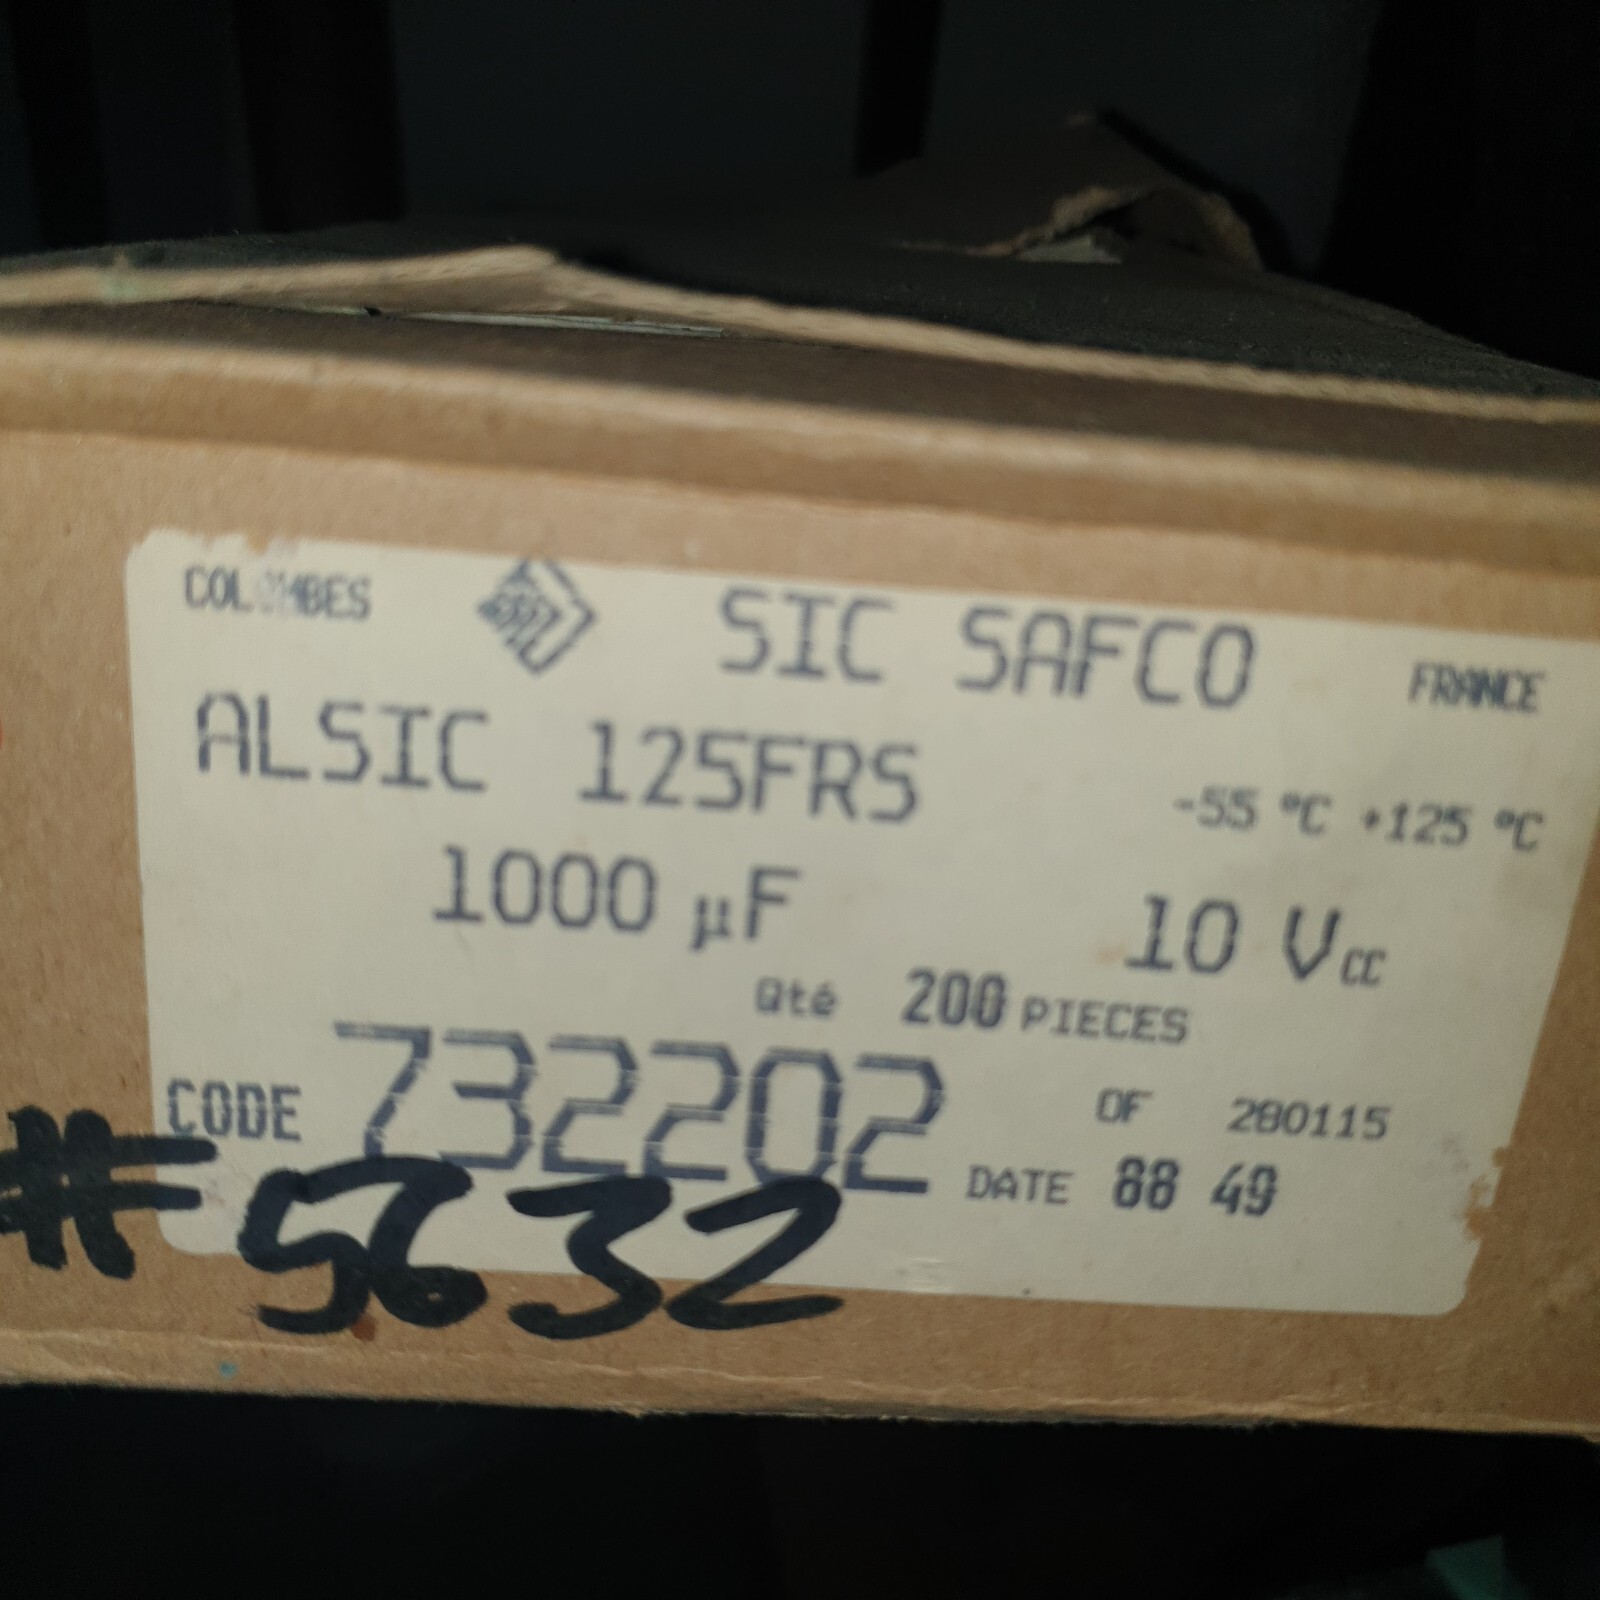 COLOMBES SIC SAFCO FRANCE
ALSIC 125FRS -55 °C +125 °C
1000 µF 10 Vcc
Qté 200 PIECES
CODE 732202 OF 280115
DATE 88 49
#5632